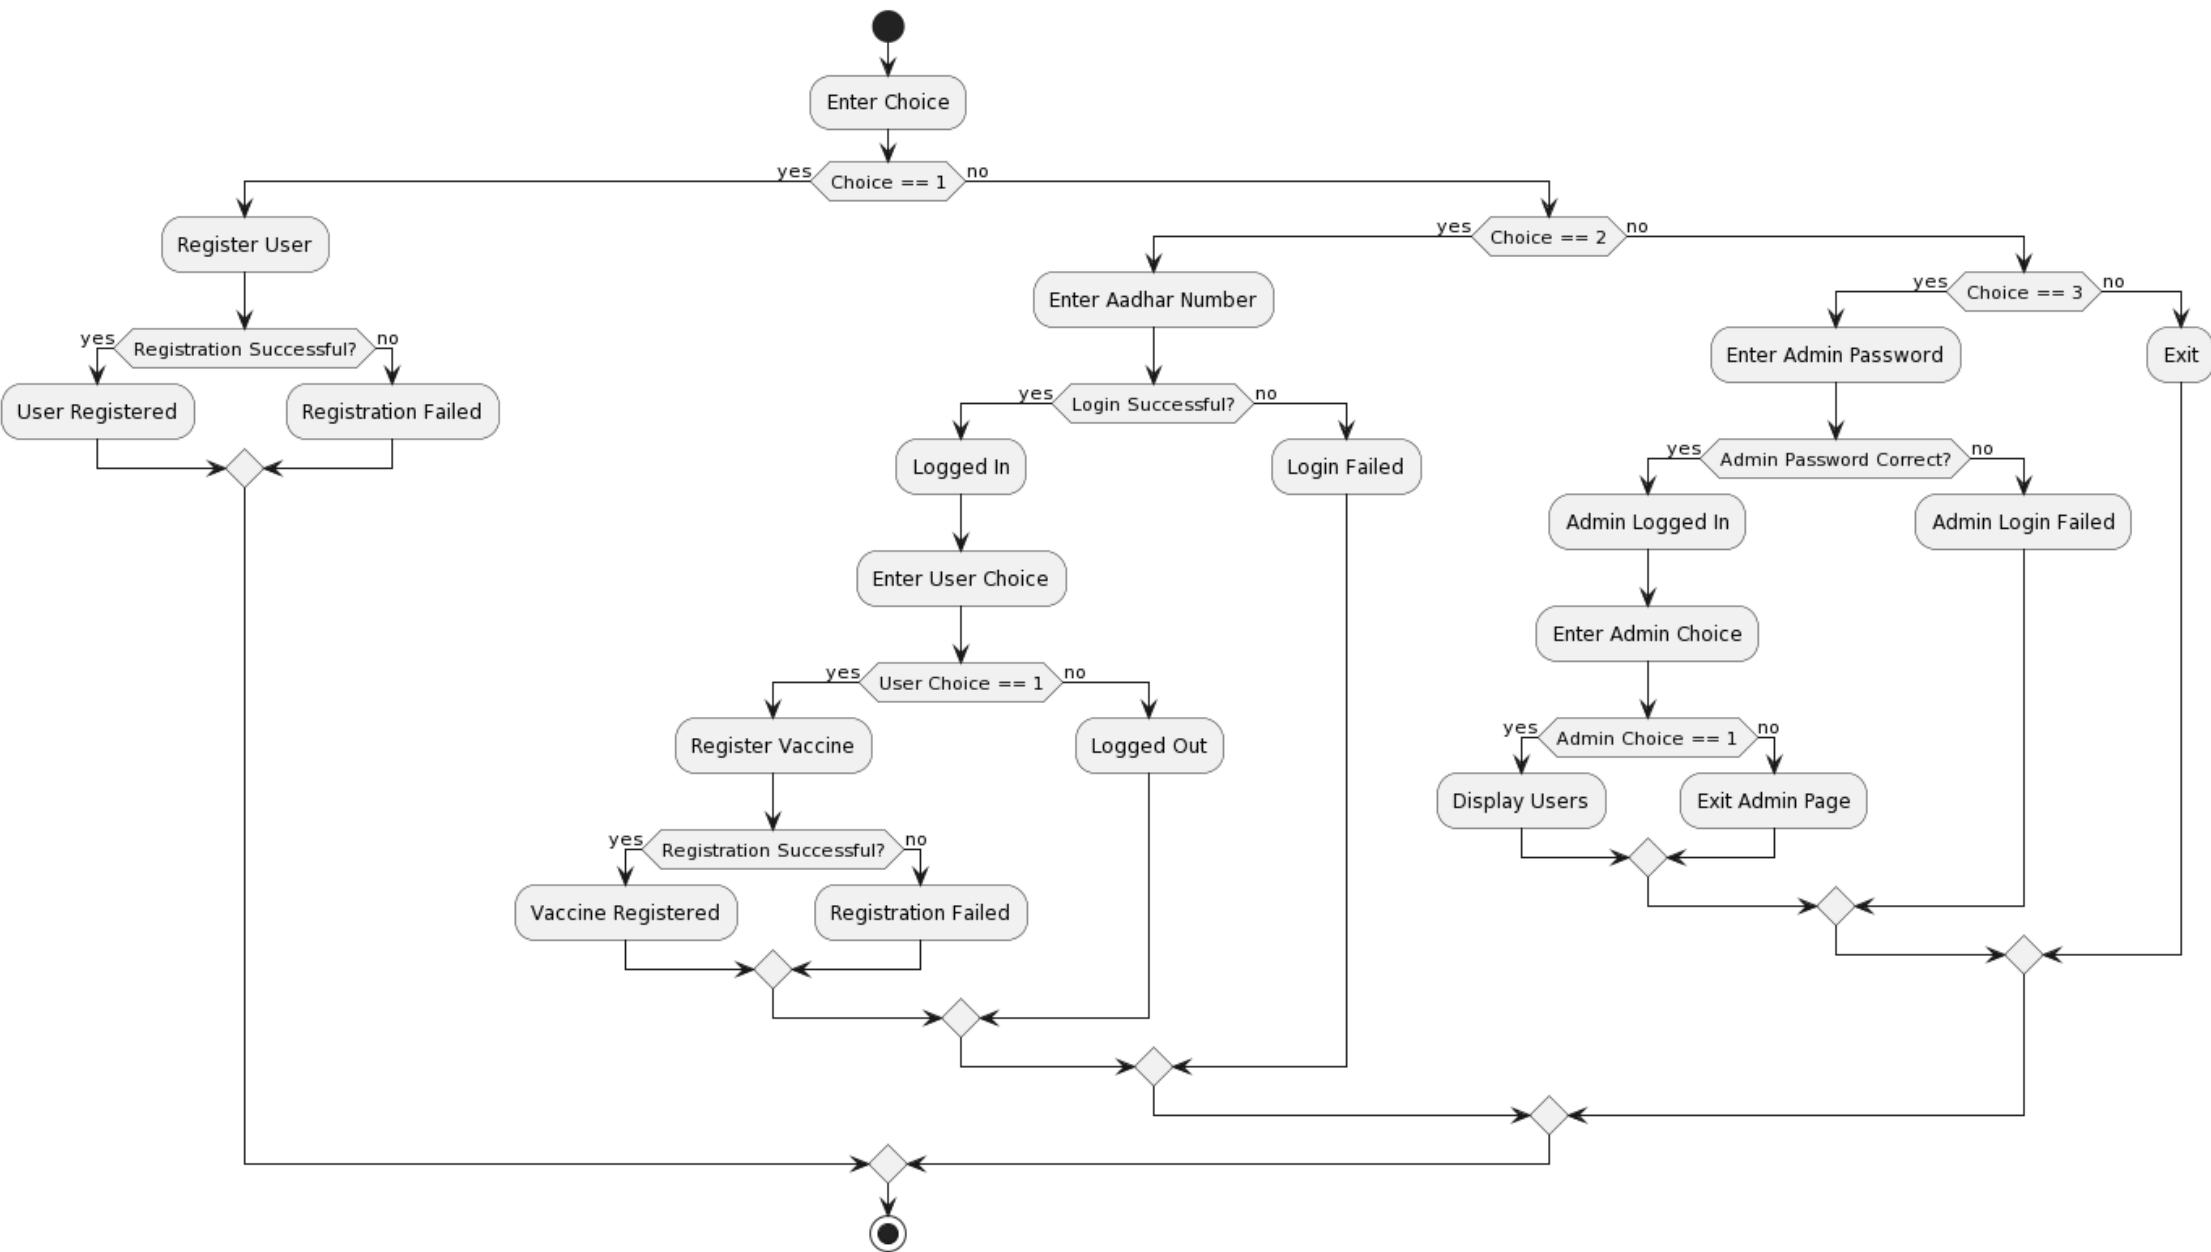 Enter Choice
yes
Choice == 1
no
Register User
yes
Registration Successful?
no
User Registered
Registration Failed
yes
Choice == 2
no
Enter Aadhar Number
yes
Login Successful?
no
Logged In
Login Failed
Enter User Choice
yes
User Choice == 1
no
Register Vaccine
Logged Out
yes
Registration Successful?
no
Vaccine Registered
Registration Failed
yes
Choice == 3
no
Enter Admin Password
Exit
yes
Admin Password Correct?
no
Admin Logged In
Admin Login Failed
Enter Admin Choice
yes
Admin Choice == 1
no
Display Users
Exit Admin Page